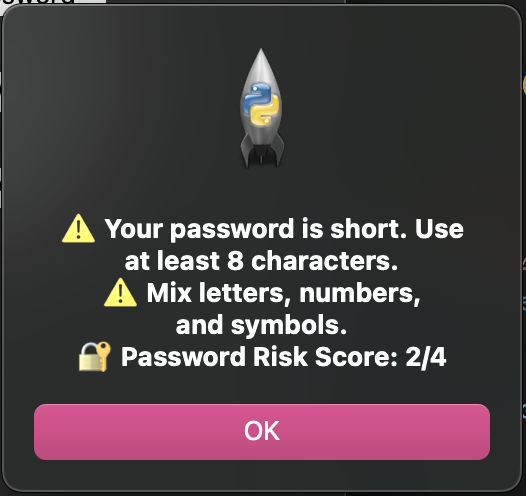 ⚠️ Your password is short. Use
at least 8 characters.
⚠️ Mix letters, numbers,
and symbols.
🔐 Password Risk Score: 2/4
OK